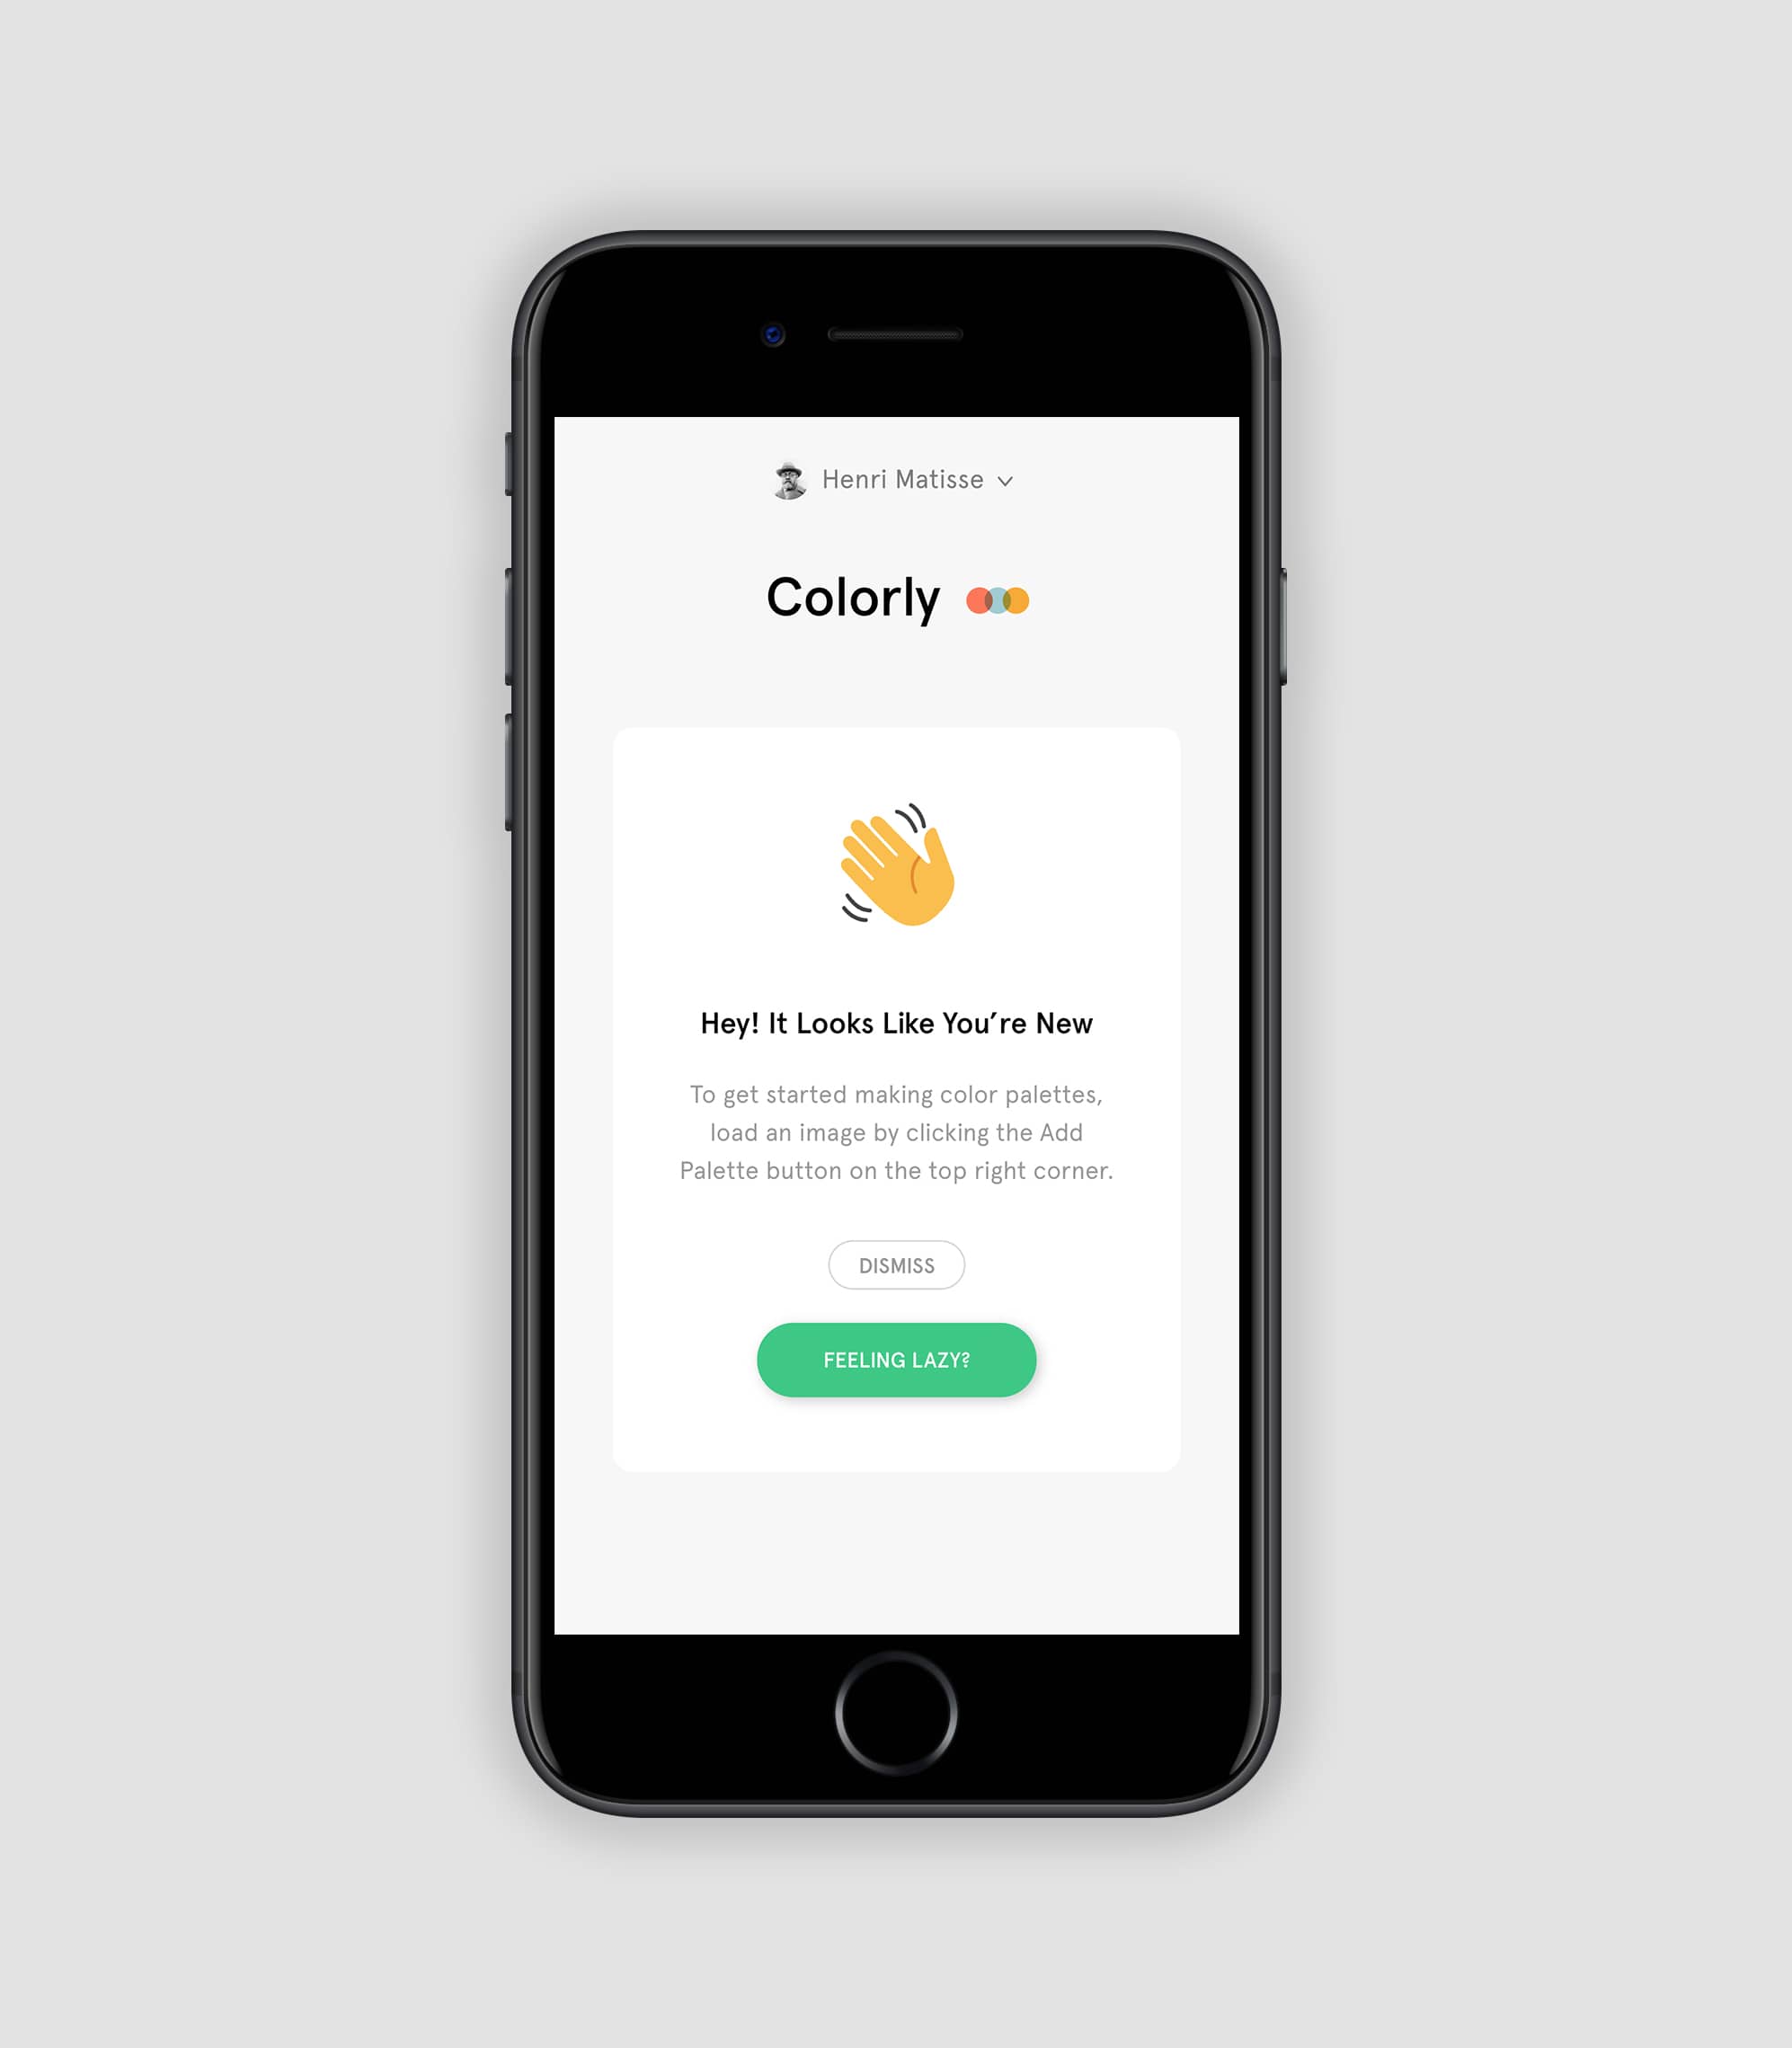 Henri Matisse
Colorly
Hey! It Looks Like You’re New
To get started making color palettes,
load an image by clicking the Add
Palette button on the top right corner.
DISMISS
FEELING LAZY?